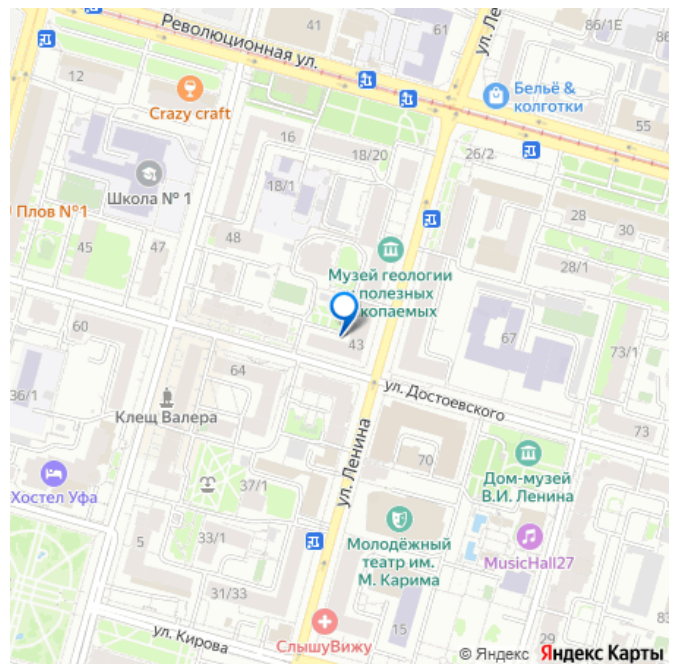 Революционная ул.
41
61
ул. Ле
86/1Е
86
12
Crazy craft
Бельё &
колготки
16
18/20
26/2
55
Школа № 1
18/1
28
30
Плов №1
45
47
48
Музей геологии
полезных
копаемых
28/1
60
43
67
73/1
64
ул. Достоевского
36/1
Клещ Валера
73
ул. Ленина
70
Хостел Уфа
37/1
Дом-музей
В.И. Ленина
5
33/1
Молодёжный
театр им.
М. Карима
MusicHall27
31/33
ул. Кирова
СлышуВижу
15
29
© Яндекс Яндекс Карты